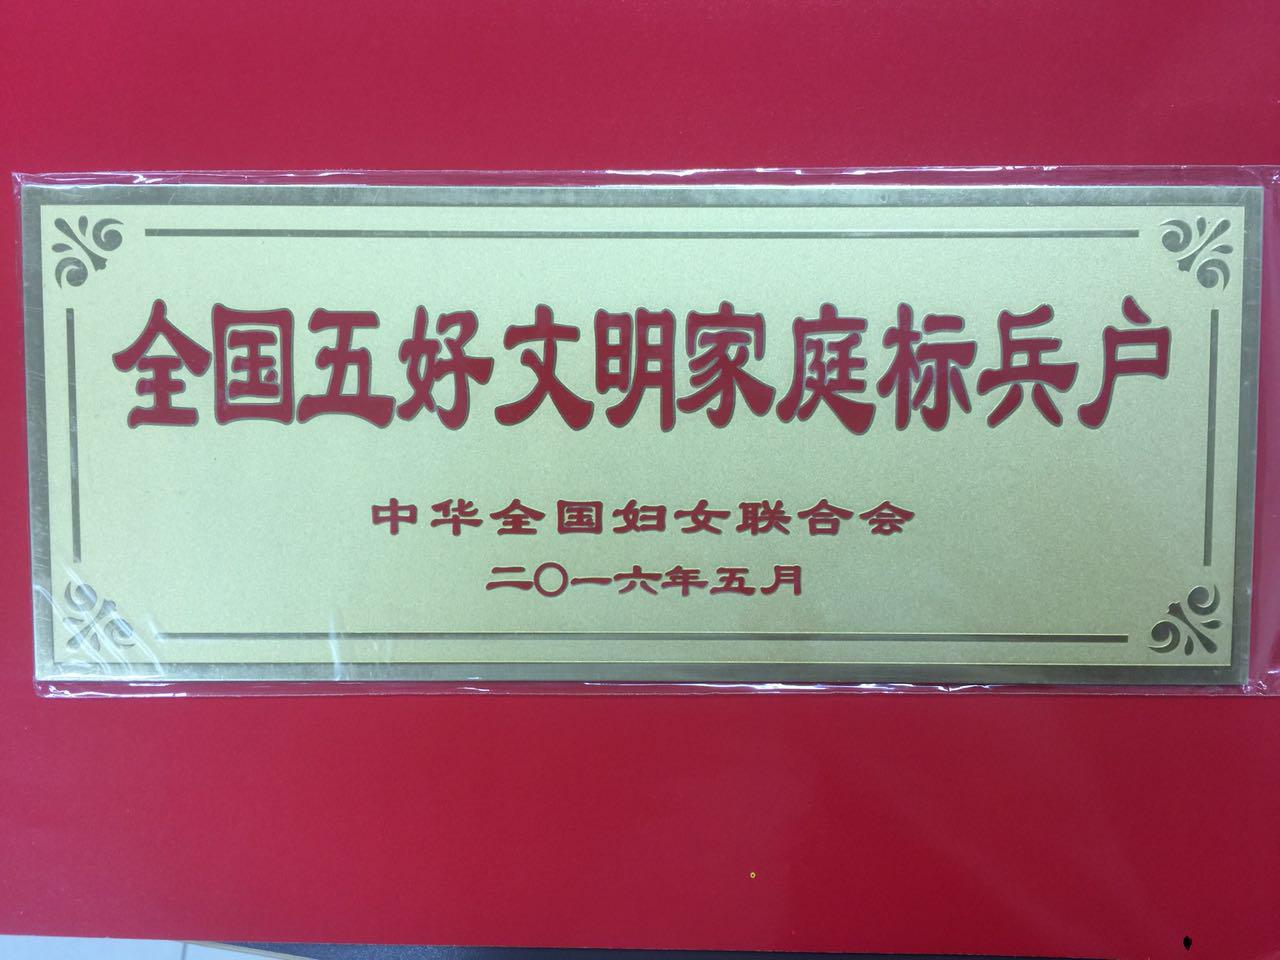 全国五好文明家庭标兵户
中华全国妇女联合会
二〇一六年五月